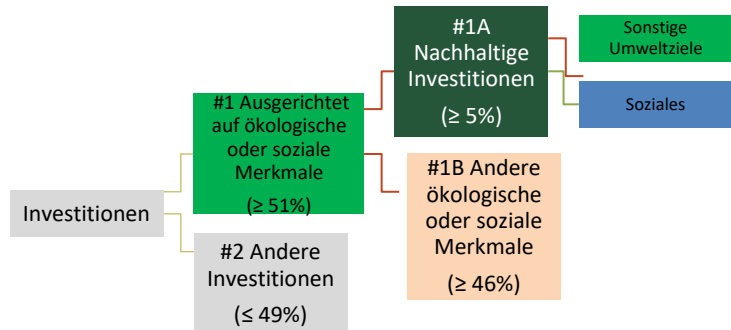 Investitionen
#1 Ausgerichtet
auf ökologische
oder soziale
Merkmale
(≥ 51%)
#2 Andere
Investitionen
(≤ 49%)
#1A
Nachhaltige
Investitionen
(≥ 5%)
#1B Andere
ökologische
oder soziale
Merkmale
(≥ 46%)
Sonstige
Umweltziele
Soziales